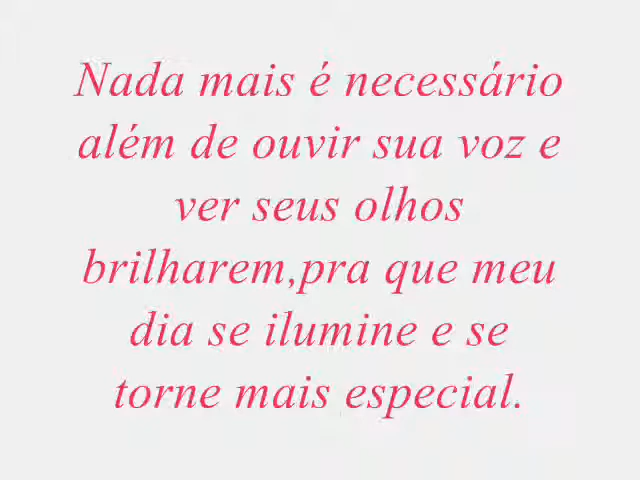 Nada mais é necessário
além de ouvir sua voz e
ver seus olhos
brilharem,pra que meu
dia se ilumine e se
torne mais especial.